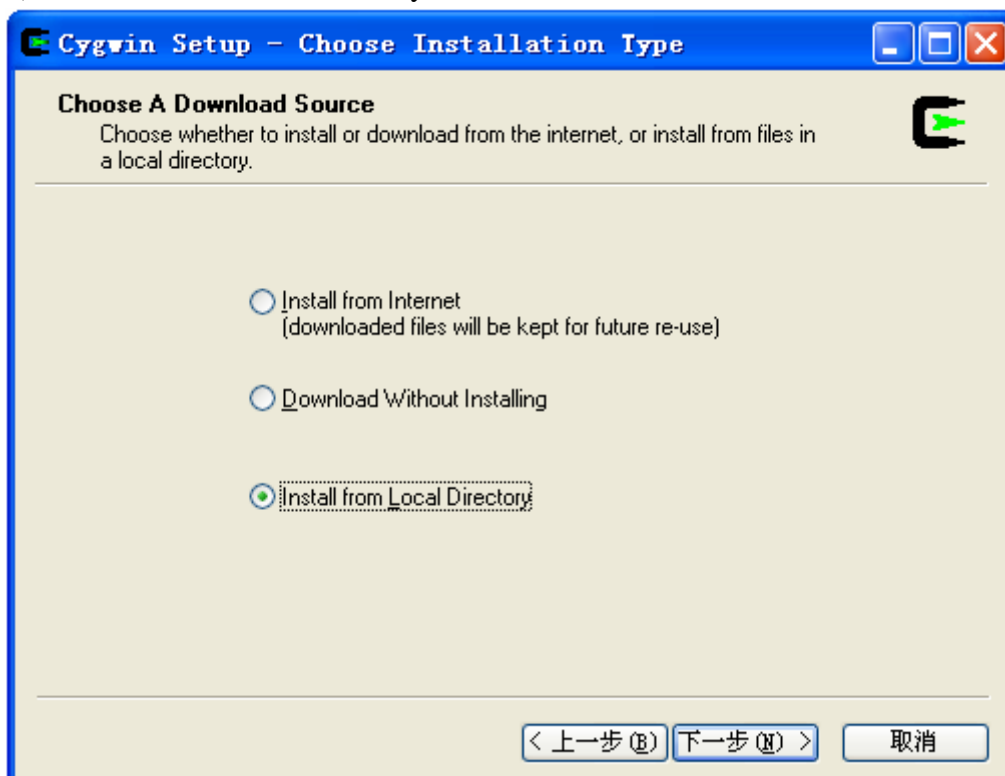 Cygwin Setup - Choose Installation Type
Choose A Download Source
Choose whether to install or download from the internet, or install from files in
a local directory.
Install from Internet
(downloaded files will be kept for future re-use)
Download Without Installing
Install from Local Directory
< 上一步(B) 下一步(N) > 取消